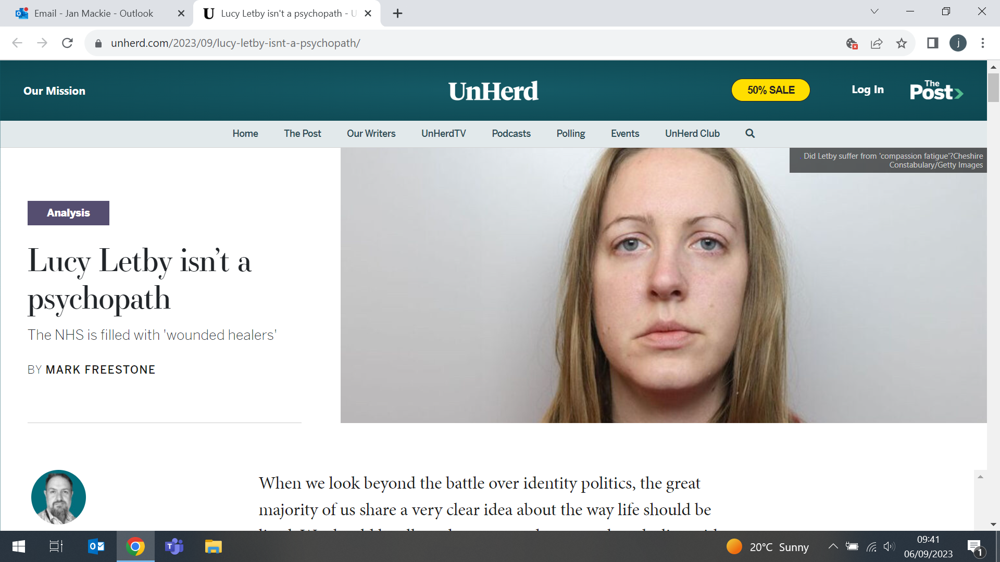 Email - Jan Mackie - Outlook
Lucy Letby isn't a psychopath - U
unherd.com/2023/09/lucy-letby-isnt-a-psychopath/
j
Our Mission
UnHerd
50% SALE
Log In
The Post
Home
The Post
Our Writers
UnHerdTV
Podcasts
Polling
Events
UnHerd Club
Did Letby suffer from 'compassion fatigue'?Cheshire
Constabulary/Getty Images
Analysis
Lucy Letby isn't a
psychopath
The NHS is filled with 'wounded healers'
BY MARK FREESTONE
When we look beyond the battle over identity politics, the great
majority of us share a very clear idea about the way life should be
20°C Sunny
09:41
06/09/2023
1